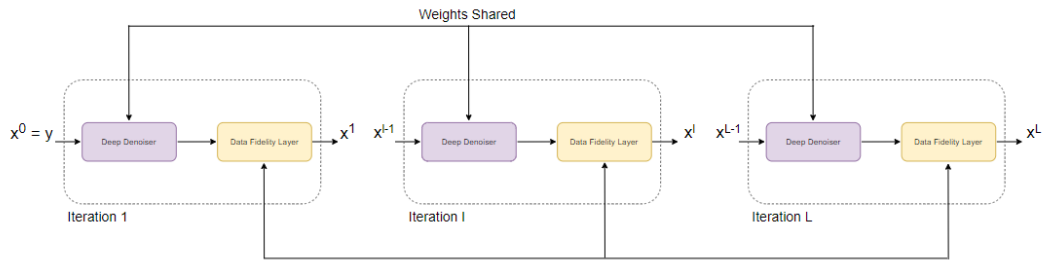 Weights Shared
x⁰ = y
Deep Denoiser
Data Fidelity Layer
x¹
xˡ⁻¹
Deep Denoiser
Data Fidelity Layer
xˡ
xᴸ⁻¹
Deep Denoiser
Data Fidelity Layer
xᴸ
Iteration 1
Iteration l
Iteration L